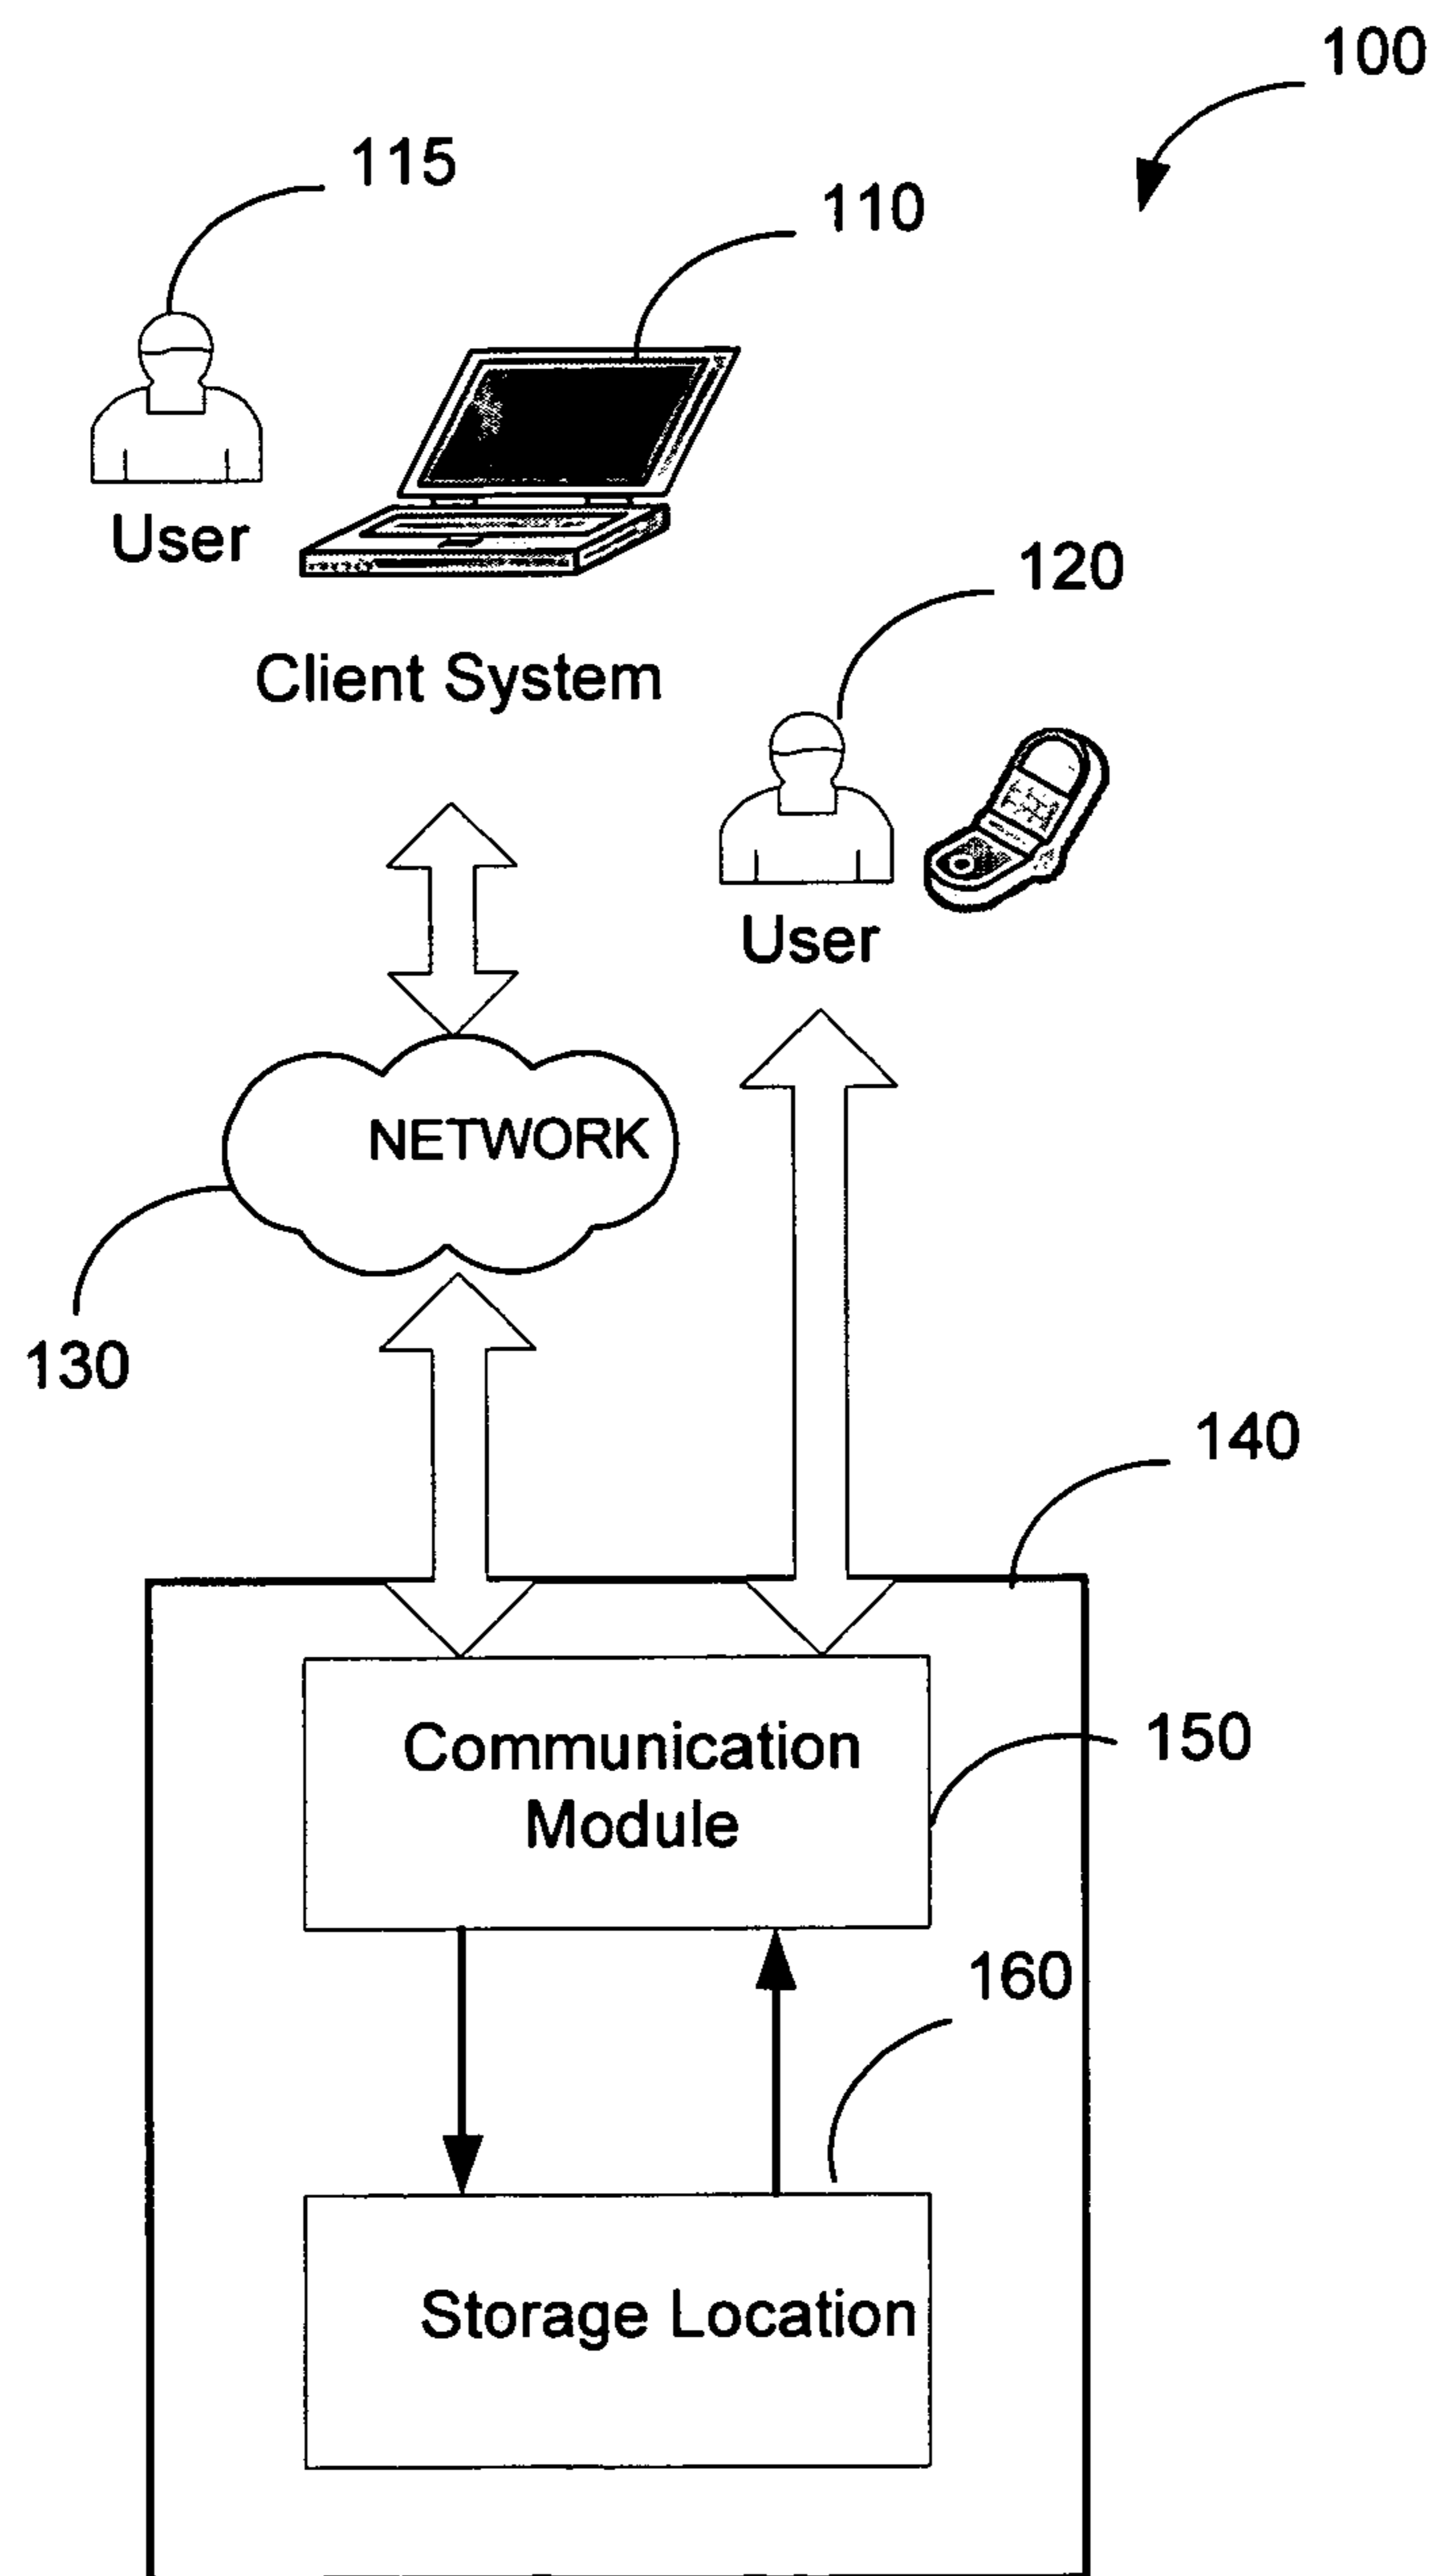 100
115
110
User
120
Client System
User
NETWORK
130
140
Communication
Module
150
160
Storage Location